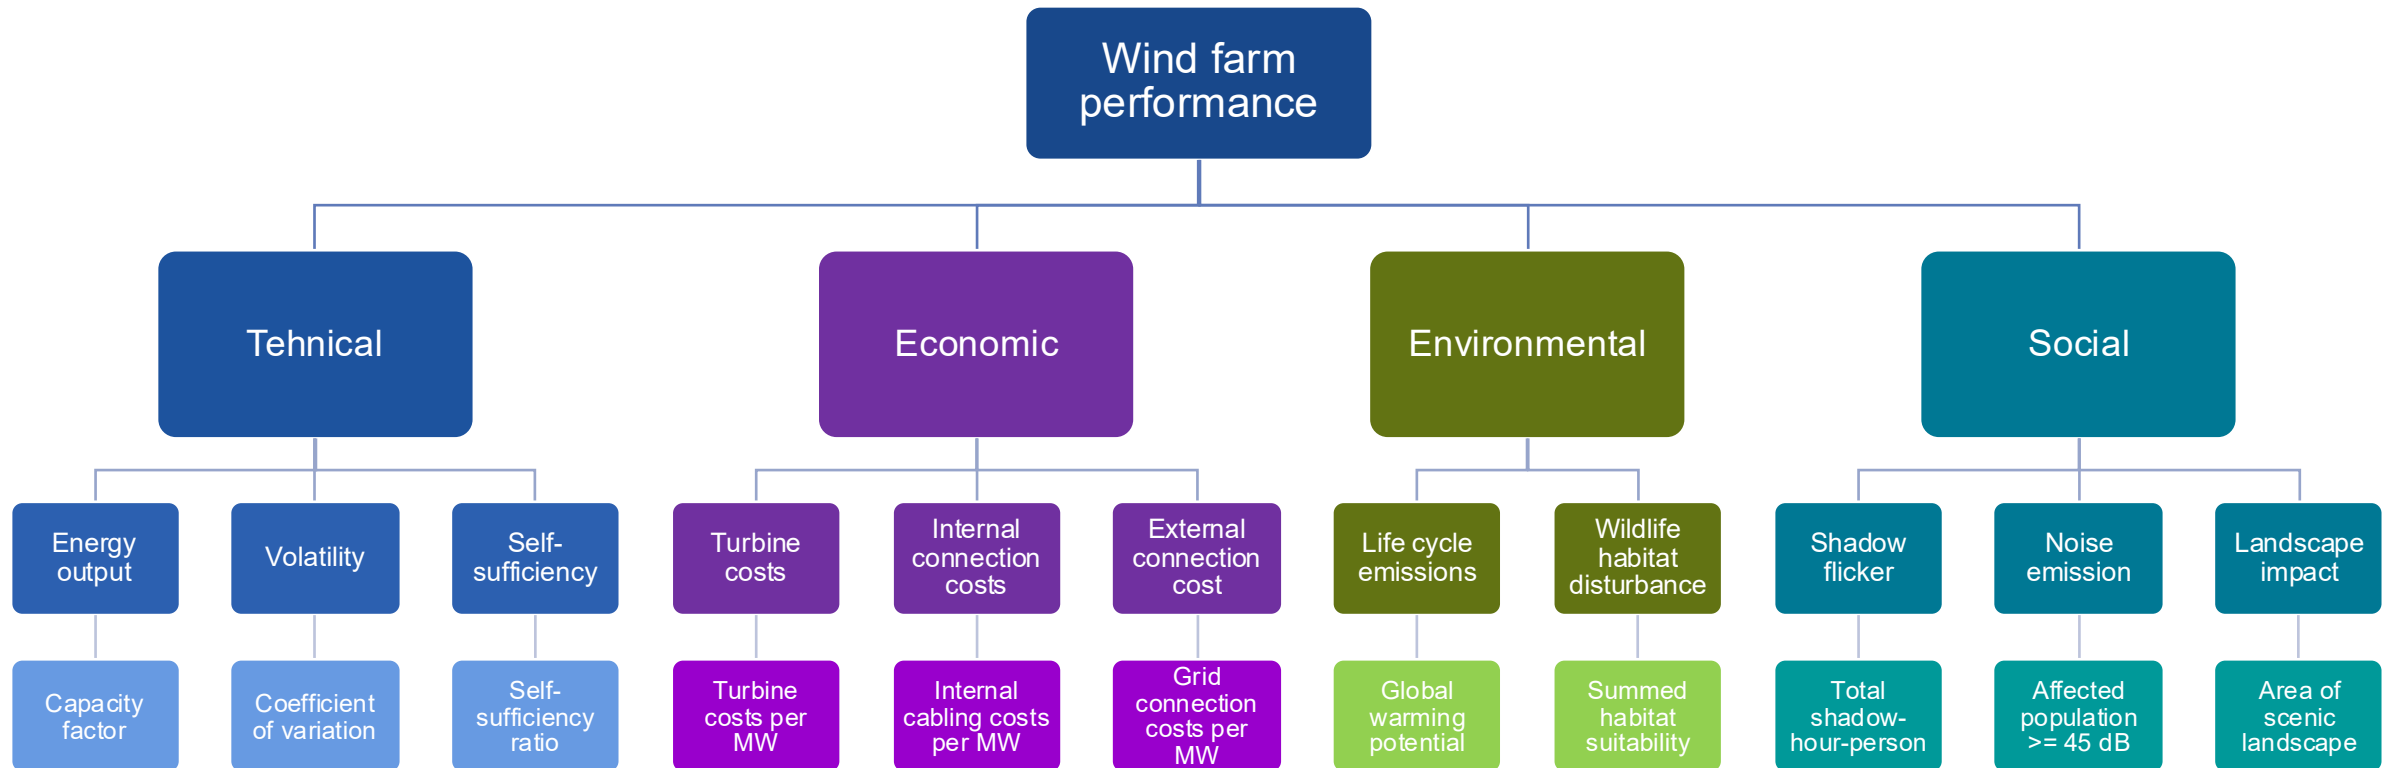 Wind farm
performance
Tehnical
Economic
Environmental
Social
Energy
output
Volatility
Self-
sufficiency
Turbine
costs
Internal
connection
costs
External
connection
cost
Life cycle
emissions
Wildlife
habitat
disturbance
Shadow
flicker
Noise
emission
Landscape
impact
Capacity
factor
Coefficient
of variation
Self-
sufficiency
ratio
Turbine
costs per
MW
Internal
cabling costs
per MW
Grid
connection
costs per
MW
Global
warming
potential
Summed
habitat
suitability
Total
shadow-
hour-person
Affected
population
>= 45 dB
Area of
scenic
landscape